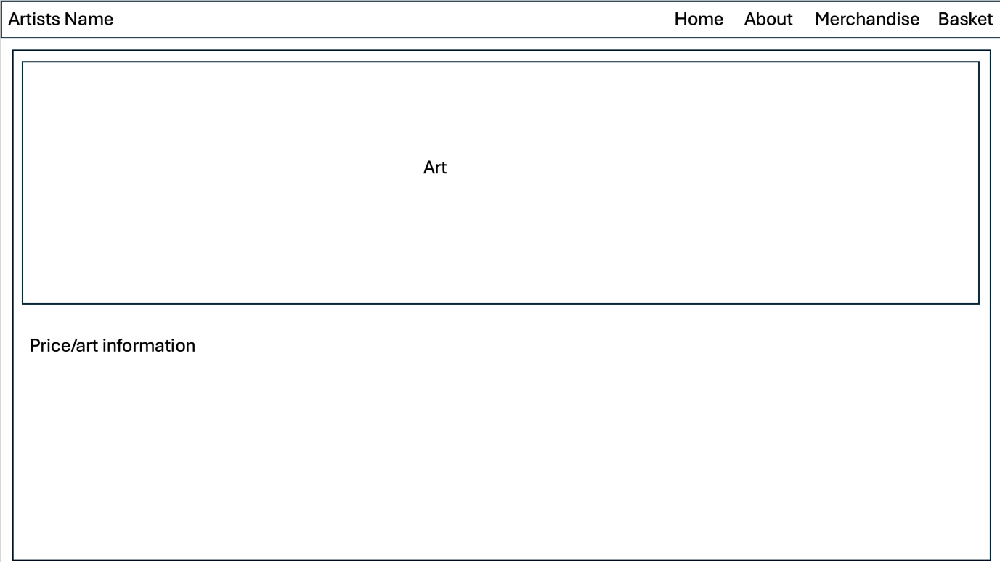 Artists Name Home About Merchandise Basket
Art
Price/art information